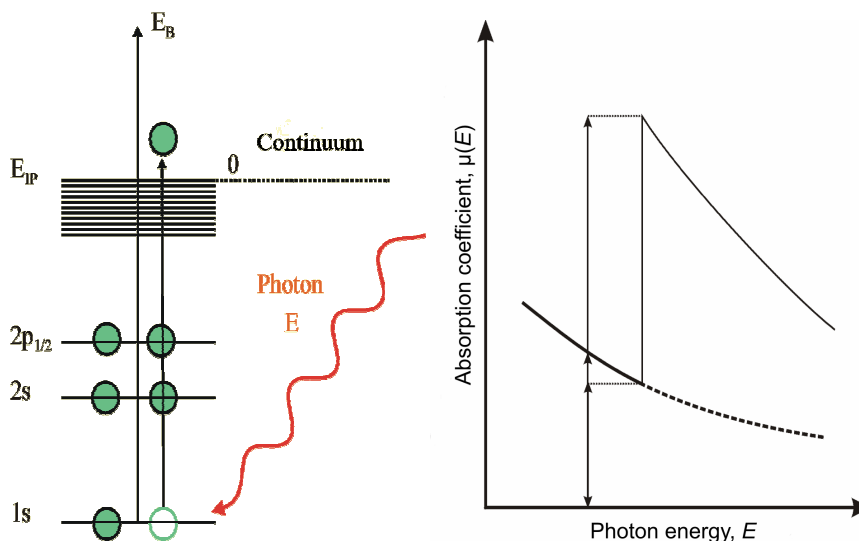 E_B
Continuum
E_IP
0
Photon
E
2p_1/2
2s
1s
Absorption coefficient, μ(E)
Photon energy, E